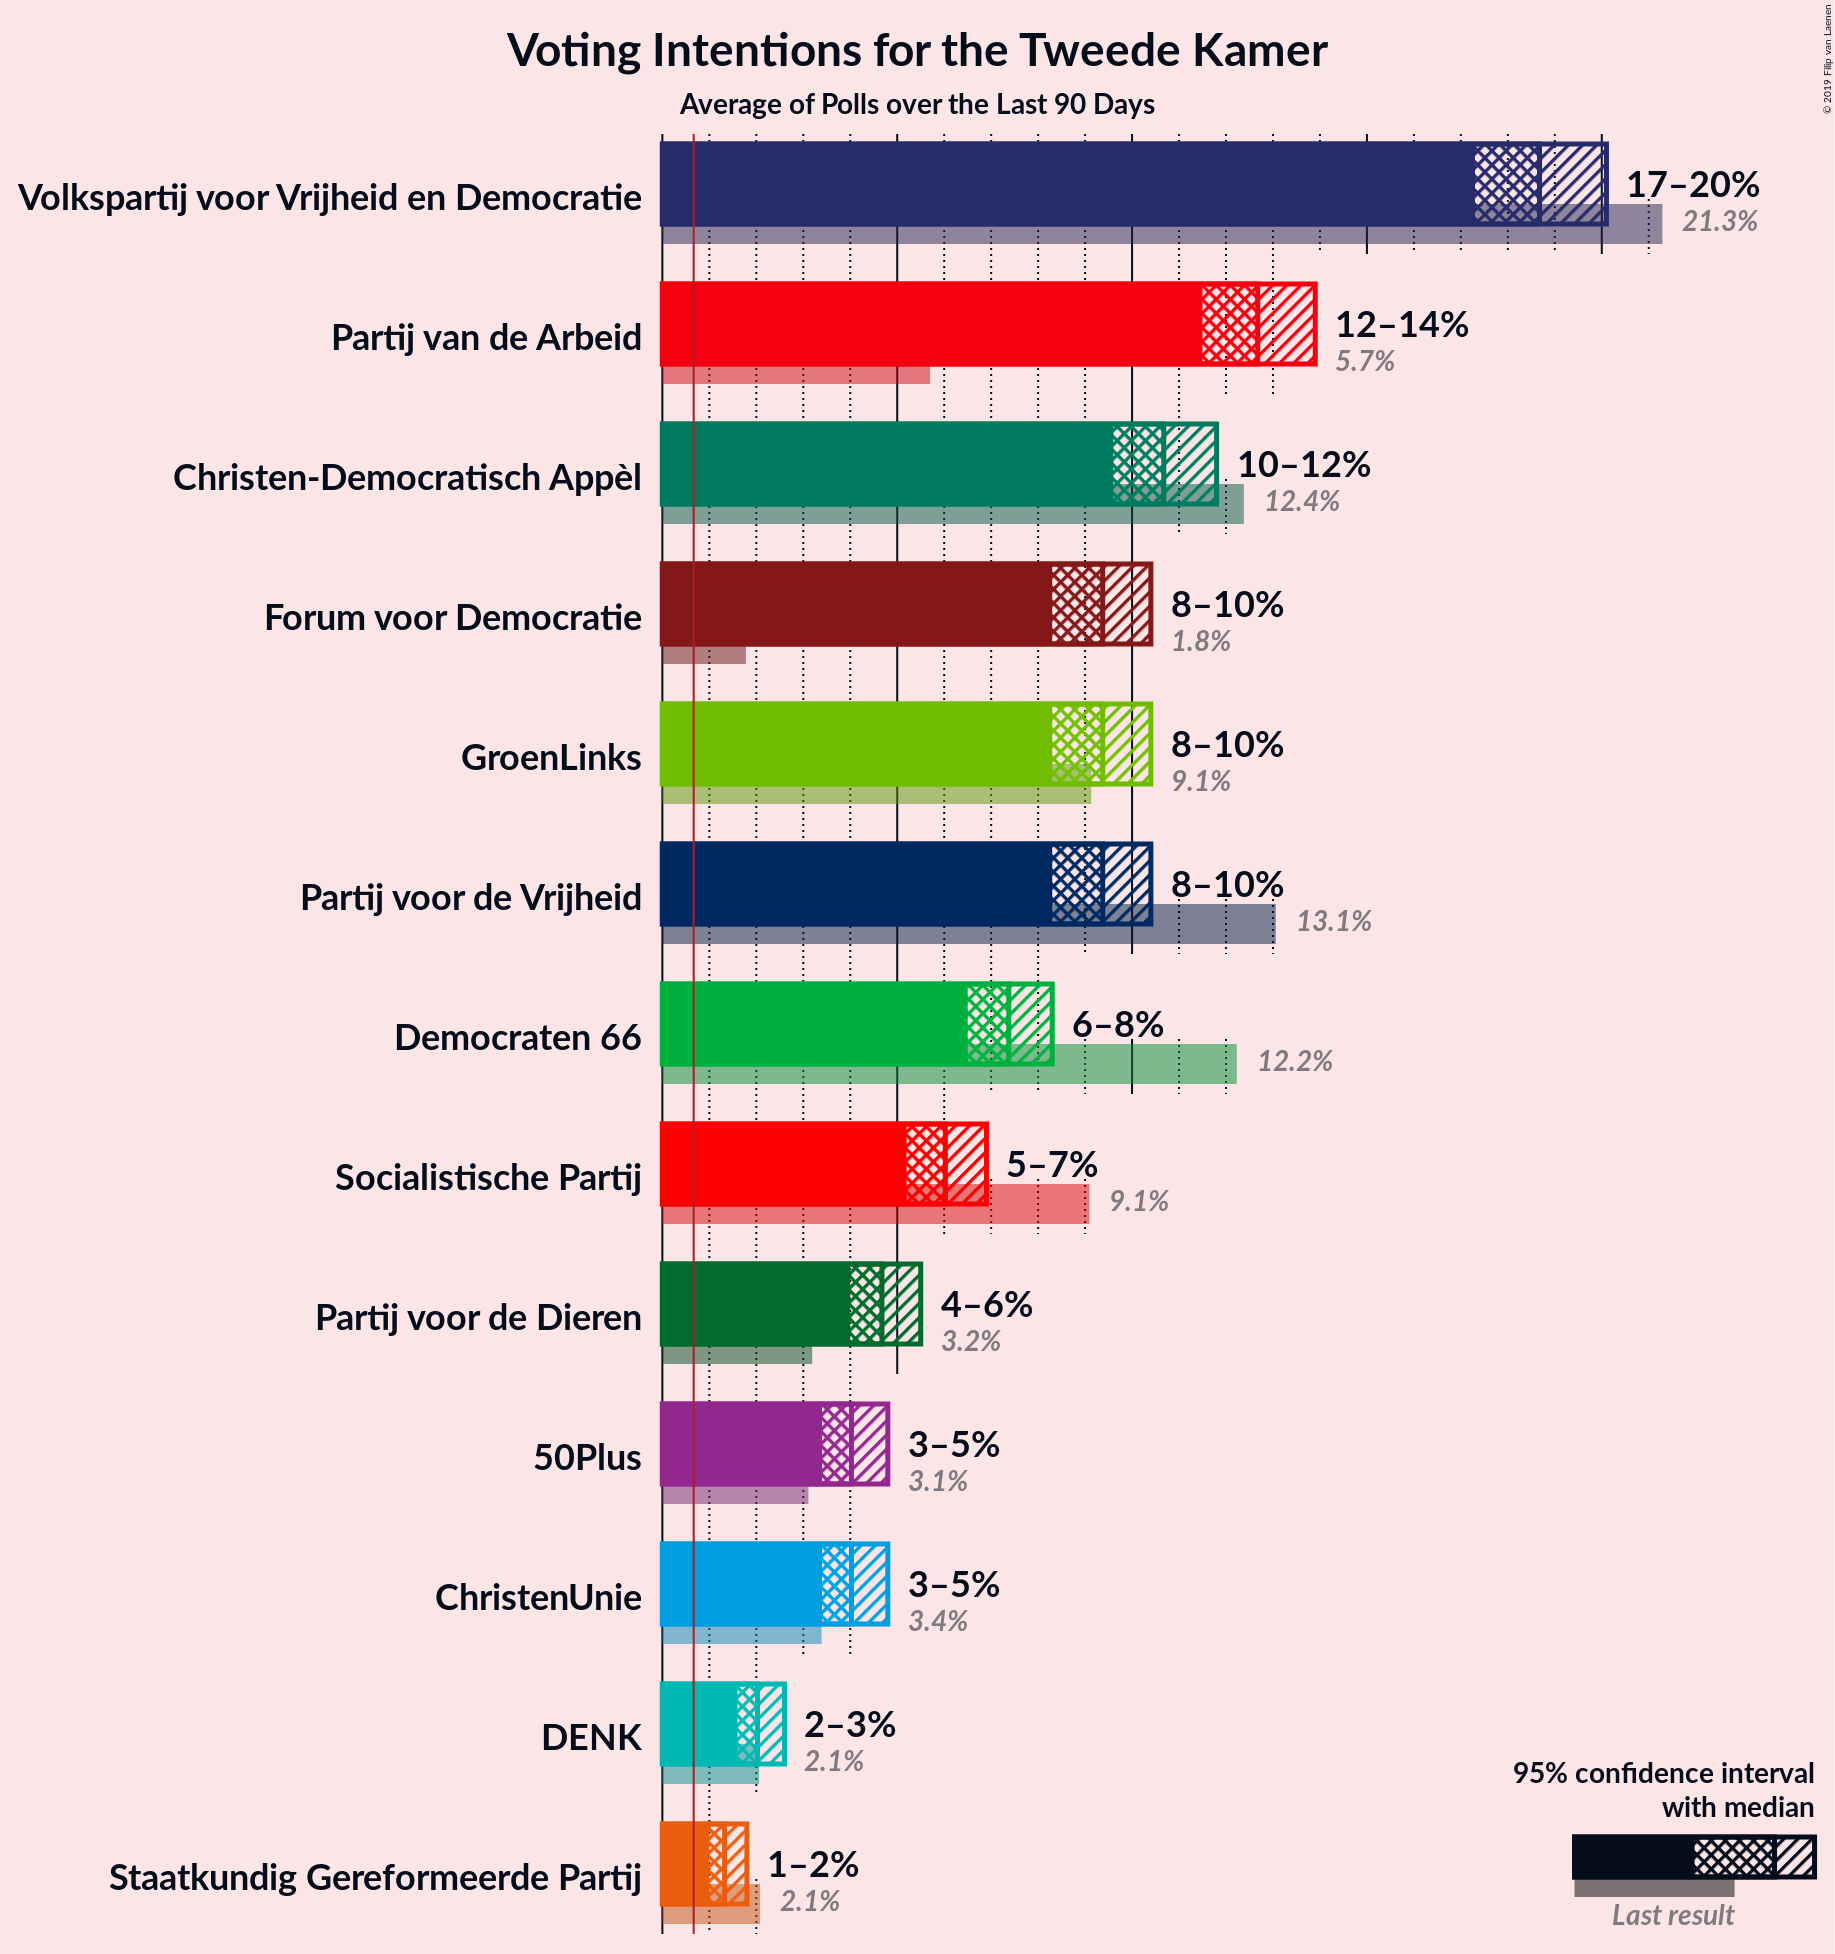 Voting Intentions for the Tweede Kamer
Average of Polls over the Last 90 Days
© 2019 Filip van Laenen
Volkspartij voor Vrijheid en Democratie
17–20%
21.3%
Partij van de Arbeid
12–14%
5.7%
Christen-Democratisch Appèl
10–12%
12.4%
Forum voor Democratie
8–10%
1.8%
GroenLinks
8–10%
9.1%
Partij voor de Vrijheid
8–10%
13.1%
Democraten 66
6–8%
12.2%
Socialistische Partij
5–7%
9.1%
Partij voor de Dieren
4–6%
3.2%
50Plus
3–5%
3.1%
ChristenUnie
3–5%
3.4%
DENK
2–3%
2.1%
Staatkundig Gereformeerde Partij
1–2%
2.1%
95% confidence interval
with median
Last result